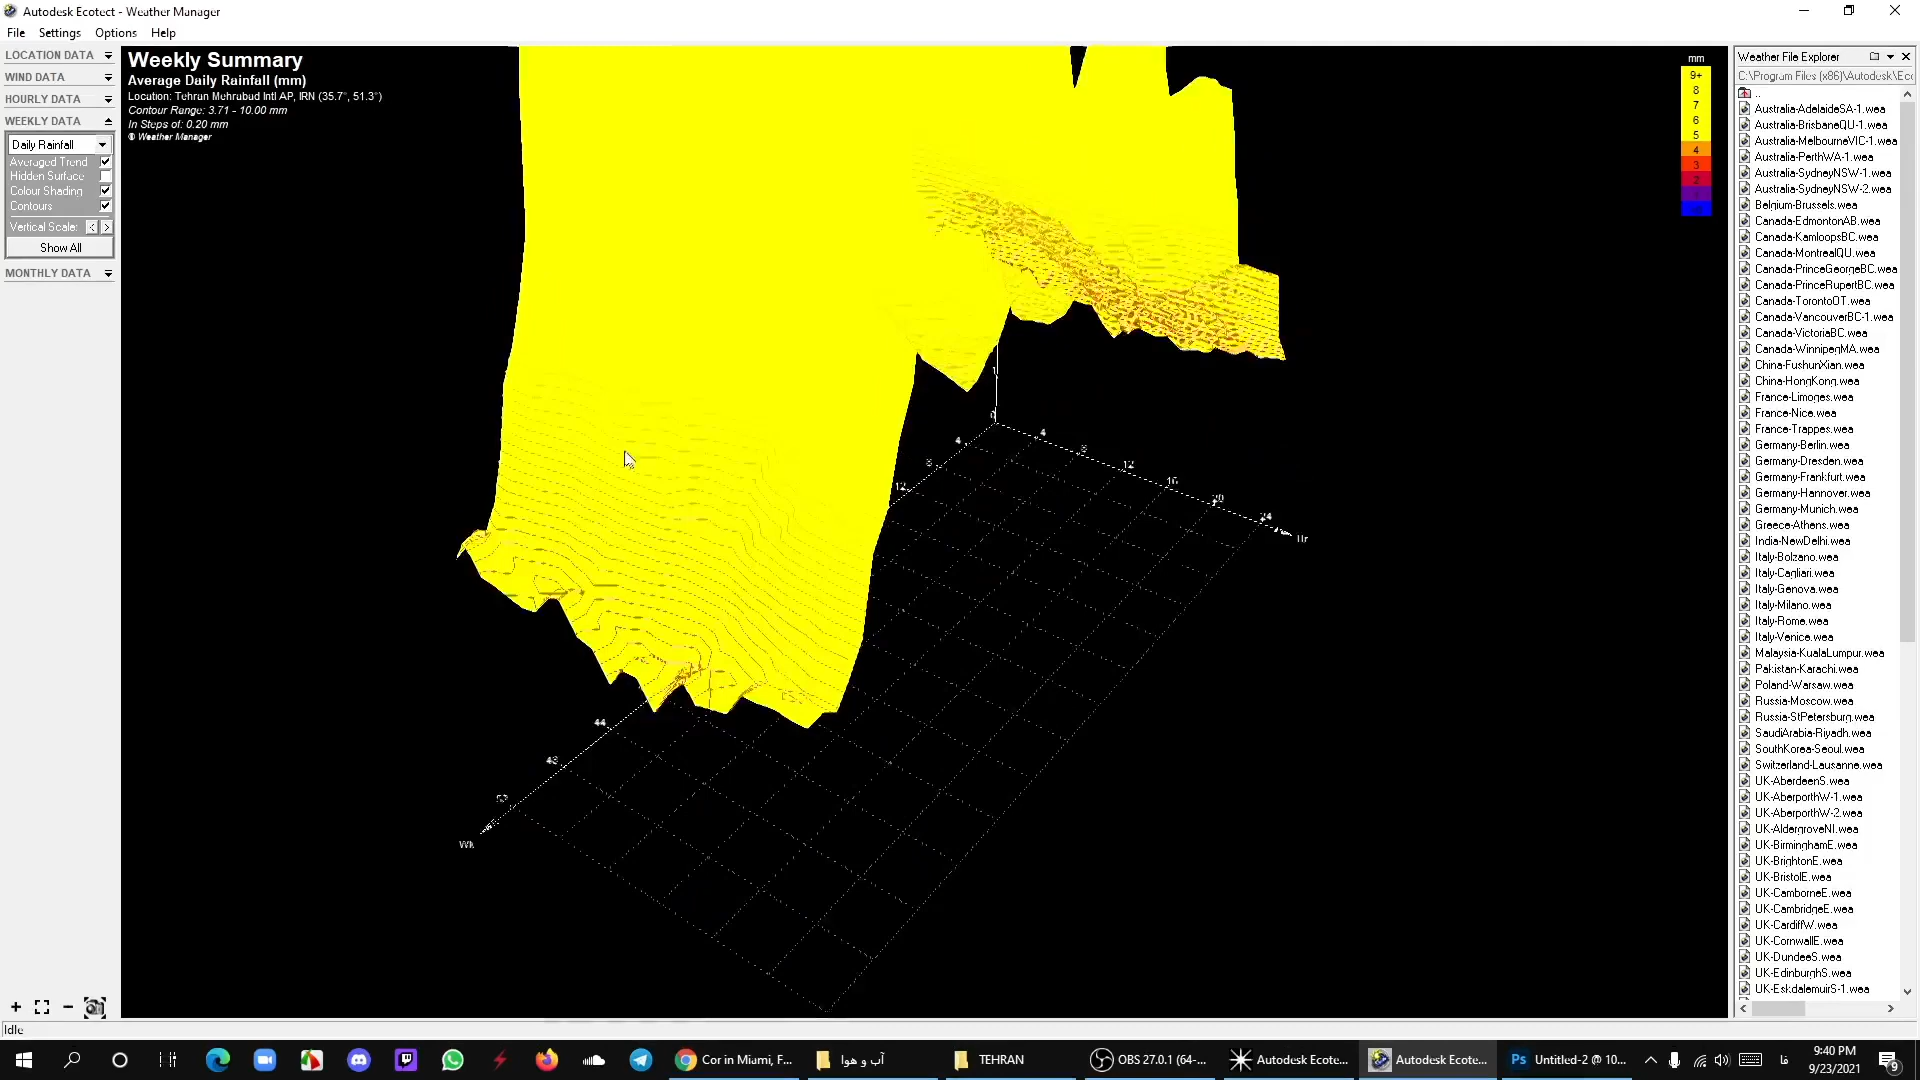 Autodesk Ecotect - Weather Manager
File Settings Options Help
LOCATION DATA
WIND DATA
HOURLY DATA
WEEKLY DATA
Daily Rainfall
Averaged Trend
Hidden Surface
Colour Shading
Contours
Vertical Scale: < >
Show All
MONTHLY DATA
Weekly Summary
Average Daily Rainfall (mm)
Location: Tehran Mehrabad Intl AP, IRN (35.7°, 51.3°)
Contour Range: 3.71 - 10.00 mm
In Steps of: 0.20 mm
© Weather Manager
mm
9+
8
7
6
5
4
3
2
0
4
8
12
4
8
12
16
20
24
Hr
44
52
Wk
Weather File Explorer
C:\Program Files (x86)\Autodesk\Ec
..
Australia-AdelaideSA-1.wea
Australia-BrisbaneQU-1.wea
Australia-MelbourneVIC-1.wea
Australia-PerthWA-1.wea
Australia-SydneyNSW-1.wea
Australia-SydneyNSW-2.wea
Belgium-Brussels.wea
Canada-EdmontonAB.wea
Canada-KamloopsBC.wea
Canada-MontrealQU.wea
Canada-PrinceGeorgeBC.wea
Canada-PrinceRupertBC.wea
Canada-TorontoOT.wea
Canada-VancouverBC-1.wea
Canada-VictoriaBC.wea
Canada-WinnipegMA.wea
China-FushunXian.wea
China-HongKong.wea
France-Limoges.wea
France-Nice.wea
France-Trappes.wea
Germany-Berlin.wea
Germany-Dresden.wea
Germany-Frankfurt.wea
Germany-Hannover.wea
Germany-Munich.wea
Greece-Athens.wea
India-NewDelhi.wea
Italy-Bolzano.wea
Italy-Cagliari.wea
Italy-Genova.wea
Italy-Milano.wea
Italy-Rome.wea
Italy-Venice.wea
Malaysia-KualaLumpur.wea
Pakistan-Karachi.wea
Poland-Warsaw.wea
Russia-Moscow.wea
Russia-StPetersburg.wea
SaudiArabia-Riyadh.wea
SouthKorea-Seoul.wea
Switzerland-Lausanne.wea
UK-AberdeenS.wea
UK-AberporthW-1.wea
UK-AberporthW-2.wea
UK-AldergroveNI.wea
UK-BirminghamE.wea
UK-BrightonE.wea
UK-BristolE.wea
UK-CamborneE.wea
UK-CambridgeE.wea
UK-CardiffW.wea
UK-CornwallE.wea
UK-DundeeS.wea
UK-EdinburghS.wea
UK-EskdalemuirS-1.wea
Idle
Cor in Miami, F...
آب و هوا
TEHRAN
OBS 27.0.1 (64-...
Autodesk Ecote...
Autodesk Ecote...
Ps Untitled-2 @ 10...
فا
9:40 PM
9/23/2021
9